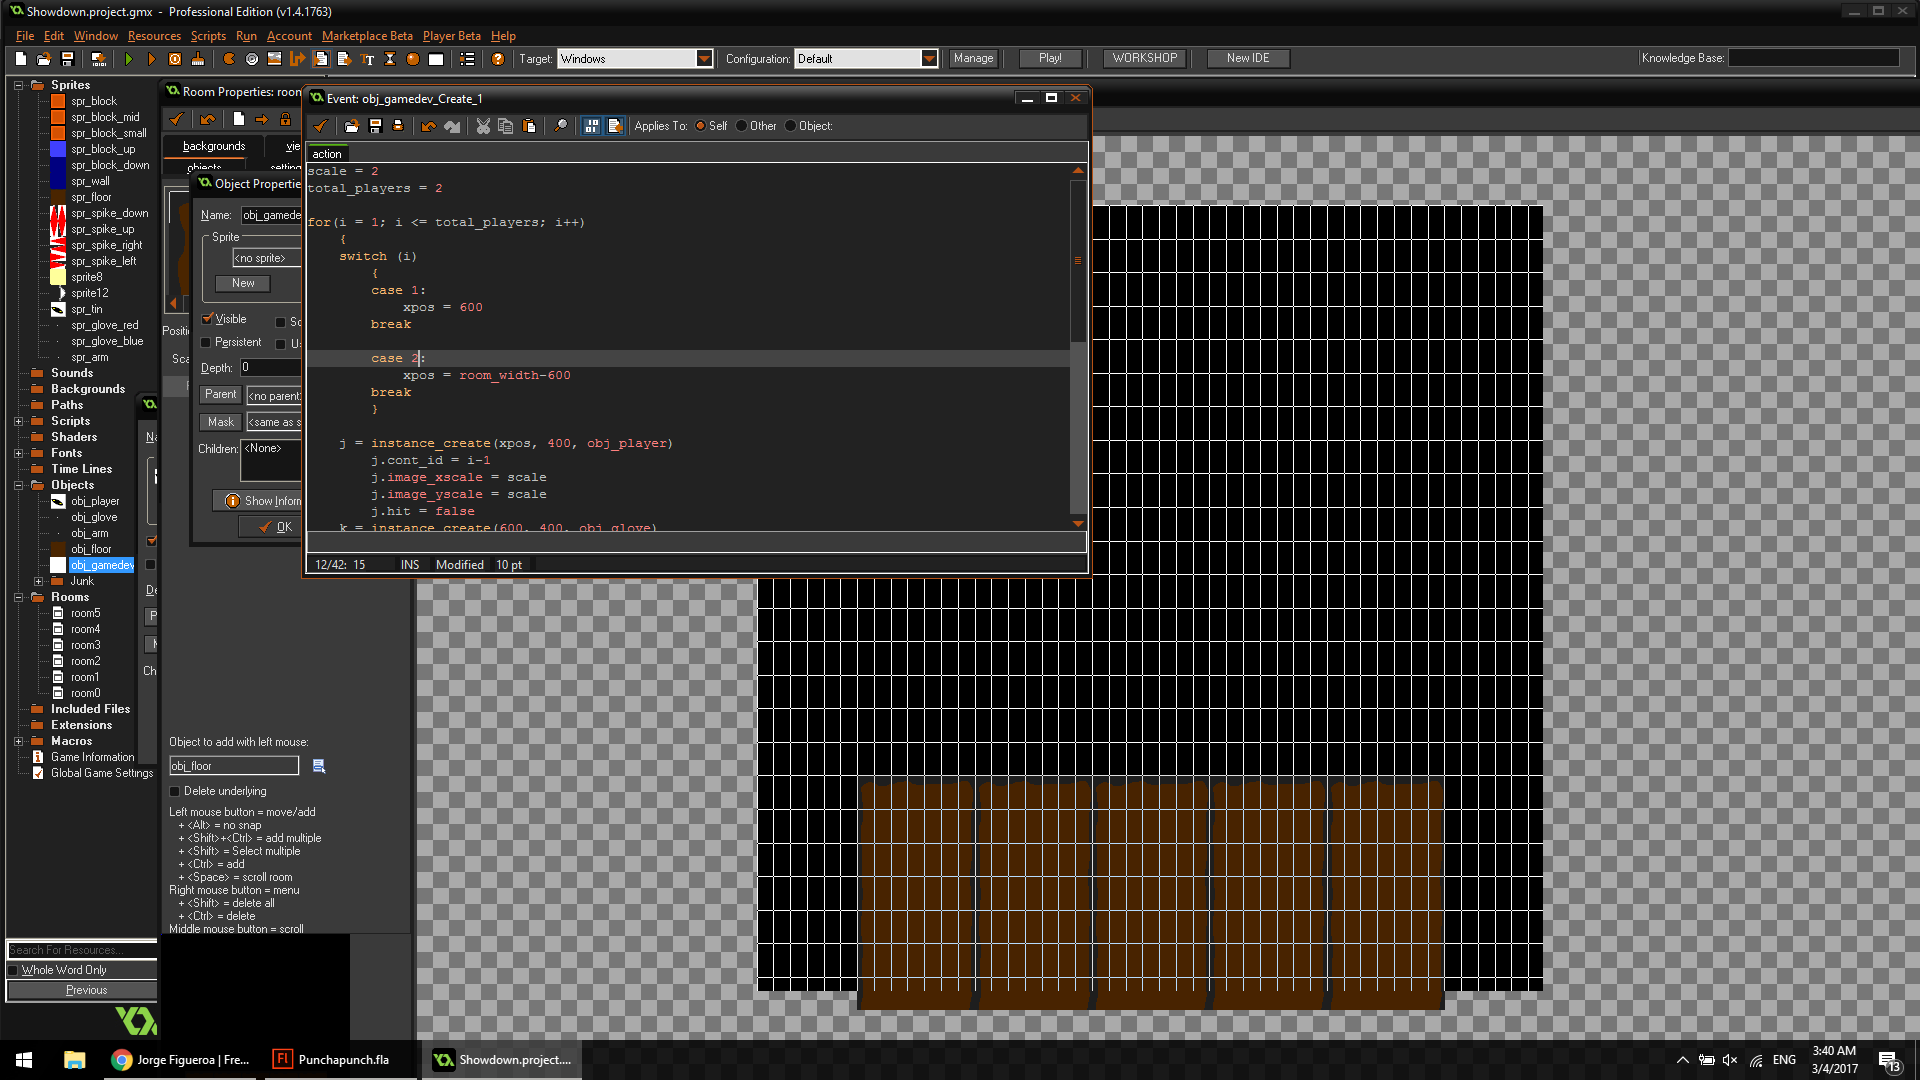 Showdown.project.gmx - Professional Edition (v1.4.1763)
File Edit Window Resources Scripts Run Account Marketplace Beta Player Beta Help
Target: Windows Configuration: Default Manage Play! WORKSHOP New IDE Knowledge Base:
Sprites
spr_block
spr_block_mid
spr_block_small
spr_block_up
spr_block_down
spr_wall
spr_floor
spr_spike_down
spr_spike_up
spr_spike_right
spr_spike_left
sprite8
sprite12
spr_tin
spr_glove_red
spr_glove_blue
spr_arm
Sounds
Backgrounds
Paths
Scripts
Shaders
Fonts
Time Lines
Objects
obj_player
obj_glove
obj_arm
obj_floor
obj_gamedev
Junk
Rooms
room5
room4
room3
room2
room1
room0
Included Files
Extensions
Macros
Game Information
Global Game Settings
Search For Resources...
Whole Word Only
Previous
Room Properties: room
backgrounds vie
objects setting
Positi
Sca
Object Propertie
Name: obj_gamede
Sprite
<no sprite>
New
Visible So
Persistent Us
Depth: 0
Parent <no parent
Mask <same as s
Children: <None>
Show Inform
OK
Object to add with left mouse:
obj_floor
Delete underlying
Left mouse button = move/add
+ <Alt> = no snap
+ <Shift>+<Ctrl> = add multiple
+ <Shift> = Select multiple
+ <Ctrl> = add
+ <Space> = scroll room
Right mouse button = menu
+ <Shift> = delete all
+ <Ctrl> = delete
Middle mouse button = scroll
Event: obj_gamedev_Create_1
Applies To: Self Other Object:
action
scale = 2
total_players = 2
for(i = 1; i <= total_players; i++)
{
switch (i)
{
case 1:
xpos = 600
break
case 2:
xpos = room_width-600
break
}
j = instance_create(xpos, 400, obj_player)
j.cont_id = i-1
j.image_xscale = scale
j.image_yscale = scale
j.hit = false
k = instance_create(600, 400, obj_glove)
12/42: 15 INS Modified 10 pt
Jorge Figueroa | Fre...
Punchapunch.fla
Showdown.project....
ENG
3:40 AM
3/4/2017
13